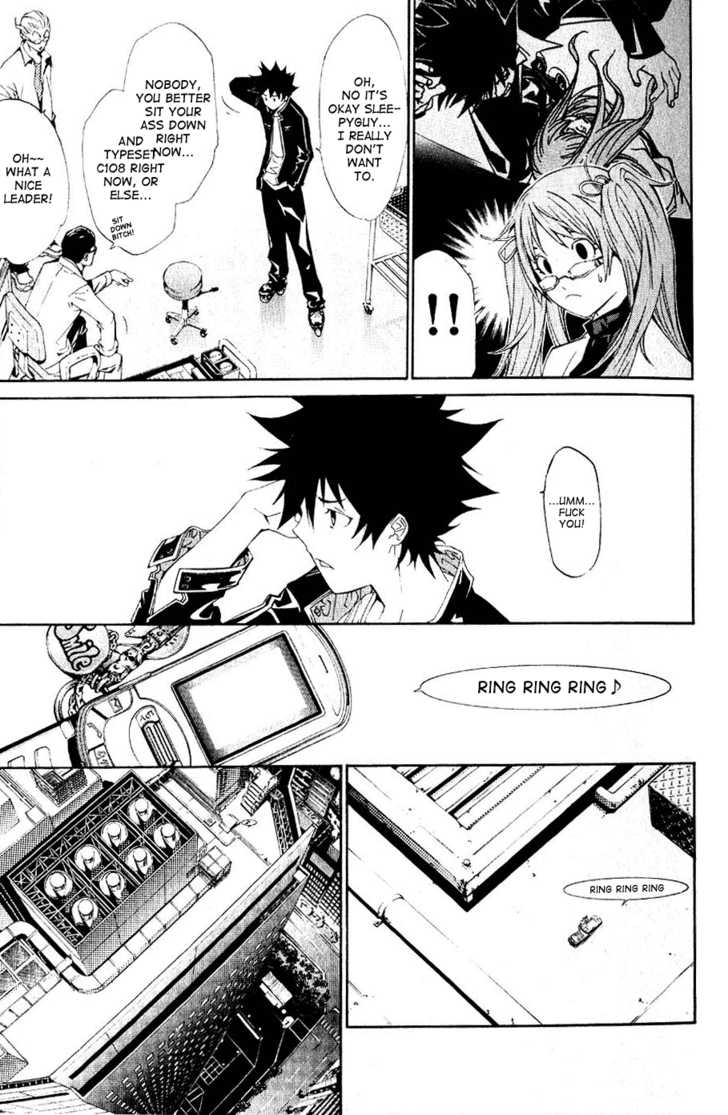 !!
OH,
NO IT'S
OKAY SLEE-
PYGUY...
I REALLY
DON'T
WANT
TO.
NOBODY,
YOU BETTER
SIT YOUR
ASS DOWN
RIGHT
NOW...
AND
TYPESET
C108 RIGHT
NOW, OR
ELSE...
SIT
DOWN
BITCH!
OH~~
WHAT A
NICE
LEADER!
...UMM...
FUCK
YOU!
RING RING RING♪
RING RING RING